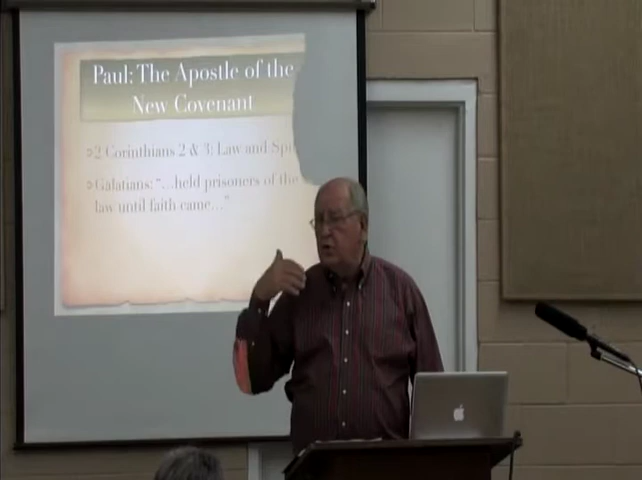 Paul: The Apostle of the
New Covenant
2 Corinthians 2 & 3: Law and
Galatians: "...held prisoners of the
law until faith came..."